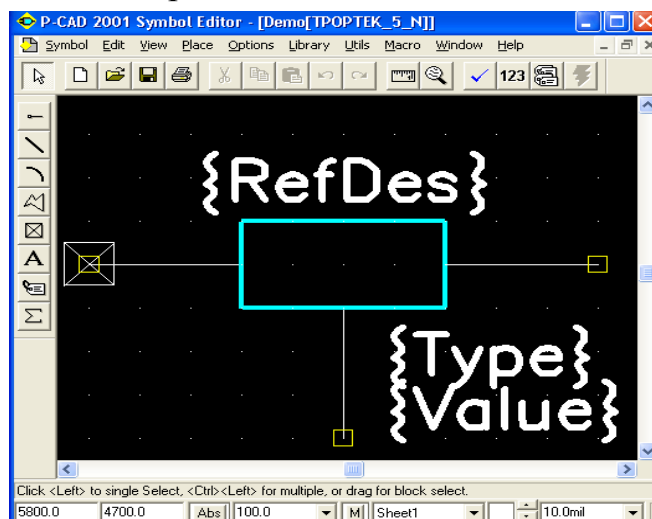 P-CAD 2001 Symbol Editor - [Demo[TPOPTEK_5_N]]
Symbol Edit View Place Options Library Utils Macro Window Help
123
A
Σ
{RefDes}
{Type}
{Value}
Click <Left> to single Select, <Ctrl><Left> for multiple, or drag for block select.
5800.0 4700.0 Abs 100.0 M Sheet1 10.0mil